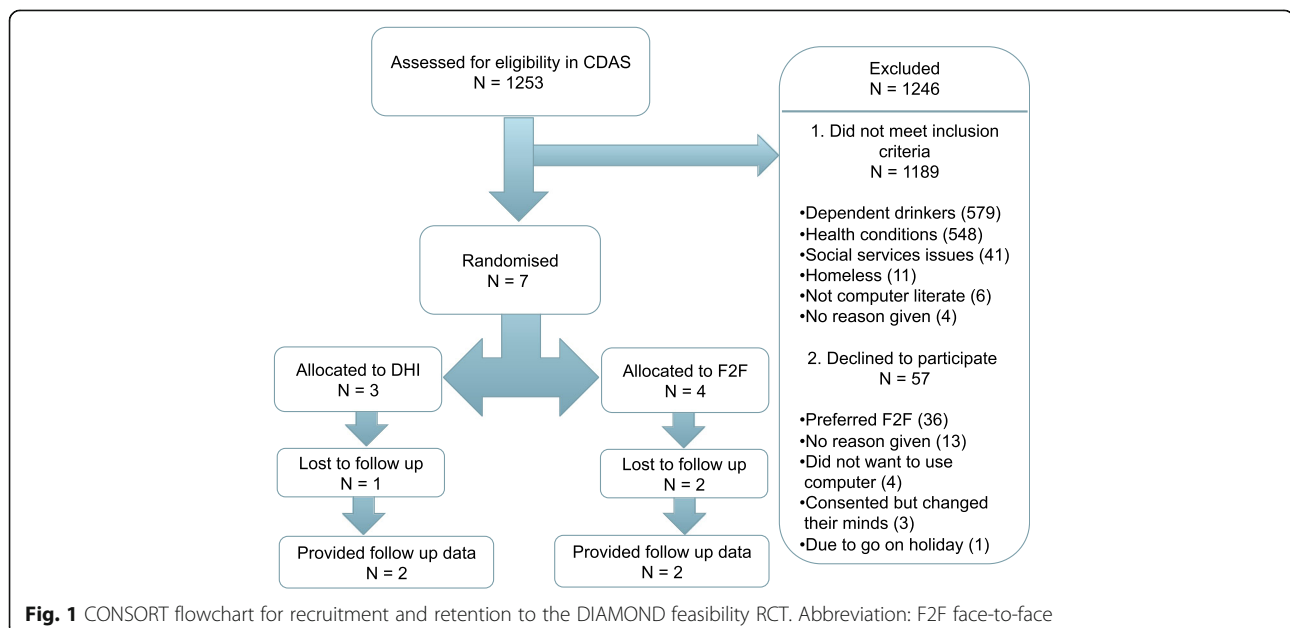 Assessed for eligibility in CDAS
N = 1253
Excluded
N = 1246
1. Did not meet inclusion
criteria
N = 1189
•Dependent drinkers (579)
•Health conditions (548)
•Social services issues (41)
•Homeless (11)
•Not computer literate (6)
•No reason given (4)
2. Declined to participate
N = 57
•Preferred F2F (36)
•No reason given (13)
•Did not want to use
computer (4)
•Consented but changed
their minds (3)
•Due to go on holiday (1)
Randomised
N = 7
Allocated to DHI
N = 3
Lost to follow up
N = 1
Provided follow up data
N = 2
Allocated to F2F
N = 4
Lost to follow up
N = 2
Provided follow up data
N = 2
Fig. 1 CONSORT flowchart for recruitment and retention to the DIAMOND feasibility RCT. Abbreviation: F2F face-to-face